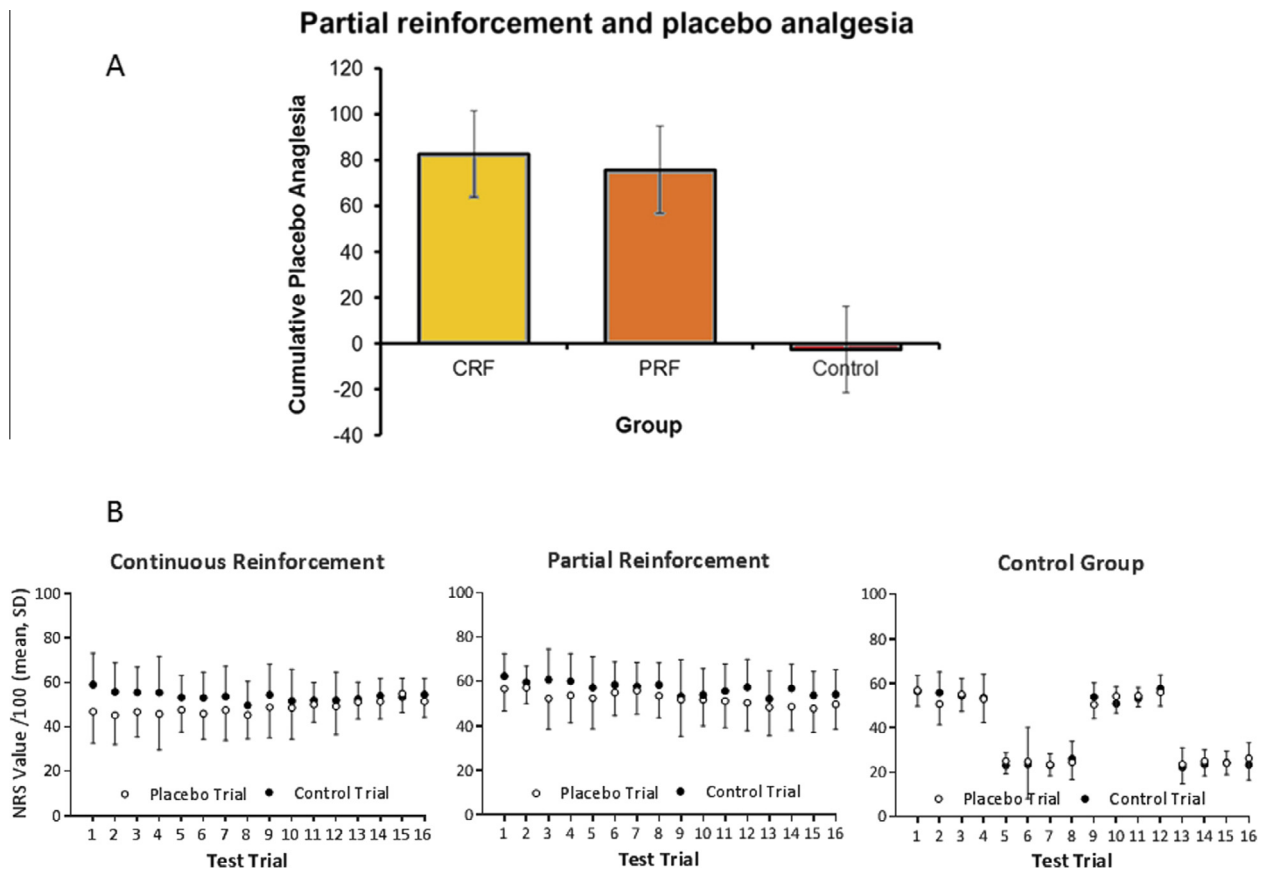 Partial reinforcement and placebo analgesia
A
Cumulative Placebo Anaglesia
120
100
80
60
40
20
0
-20
-40
CRF PRF Control
Group
B
Continuous Reinforcement
NRS Value /100 (mean, SD)
100
80
60
40
20
0
Placebo Trial Control Trial
1 2 3 4 5 6 7 8 9 10 11 12 13 14 15 16
Test Trial
Partial Reinforcement
100
80
60
40
20
0
Placebo Trial Control Trial
1 2 3 4 5 6 7 8 9 10 11 12 13 14 15 16
Test Trial
Control Group
100
80
60
40
20
0
Placebo Trial Control Trial
1 2 3 4 5 6 7 8 9 10 11 12 13 14 15 16
Test Trial